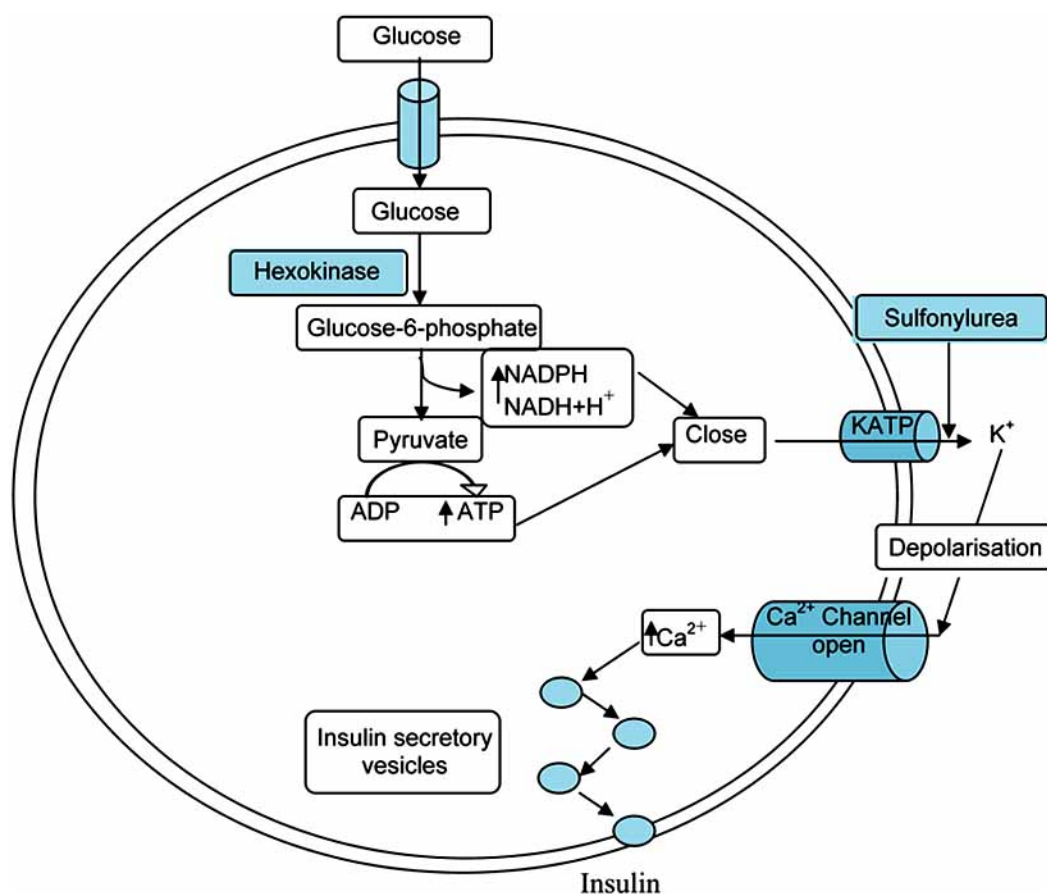 Glucose
Glucose
Hexokinase
Glucose-6-phosphate
Sulfonylurea
NADPH
NADH+H⁺
Pyruvate
Close
KATP
K⁺
ADP
ATP
Depolarisation
Ca²⁺ Channel
open
Ca²⁺
Insulin secretory
vesicles
Insulin